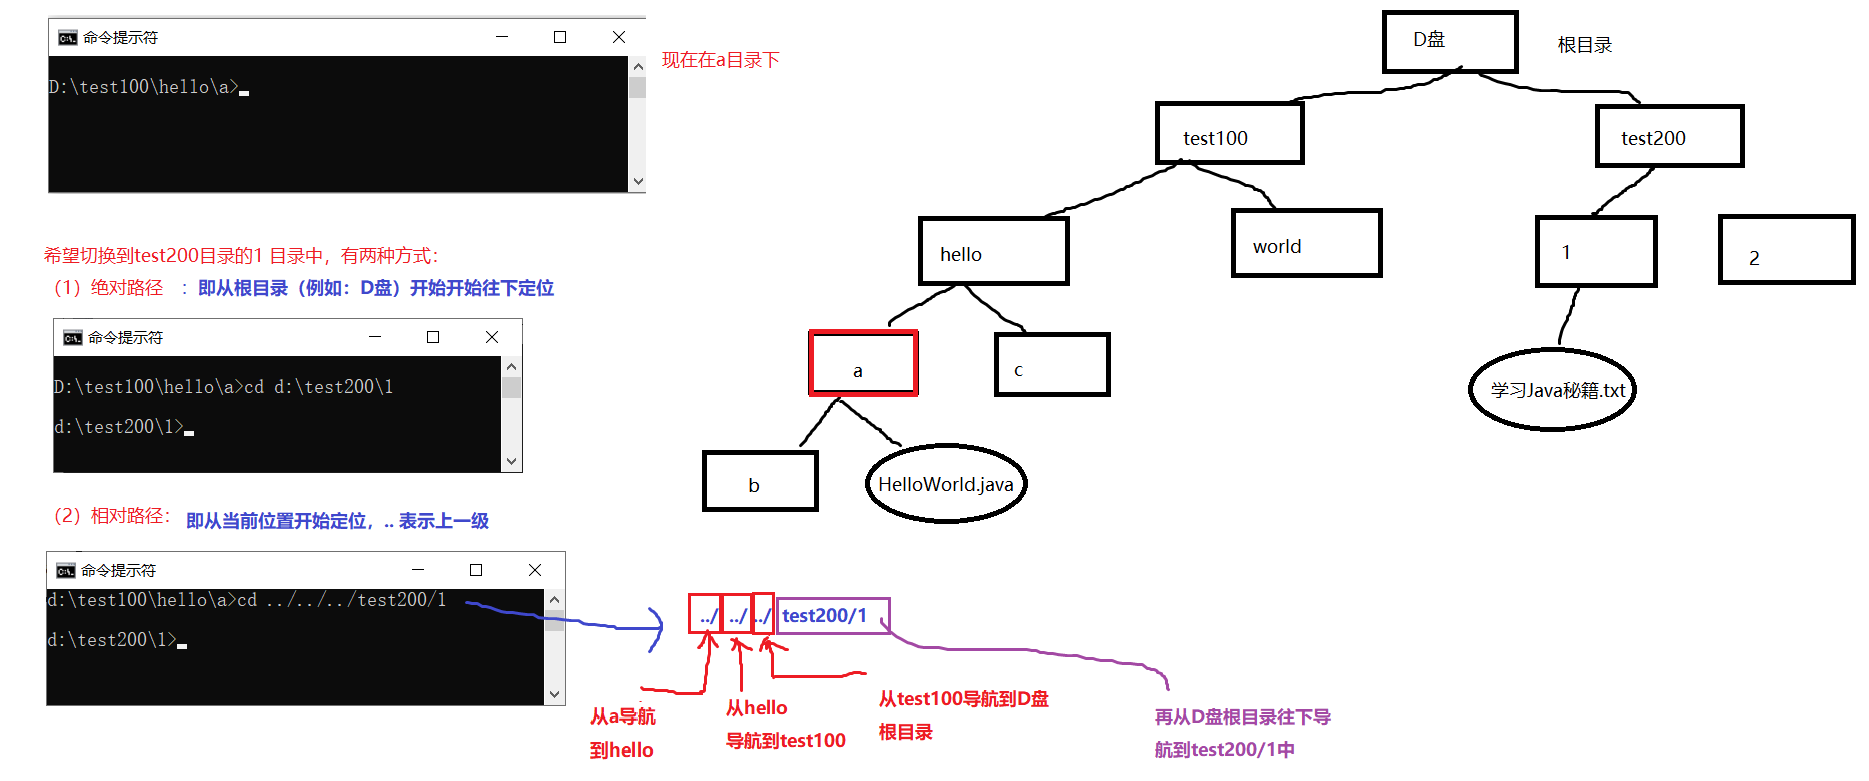 命令提示符
D:\test100\hello\a>
现在在a目录下
D盘
根目录
test100
test200
hello
world
1
2
a
c
学习Java秘籍.txt
b
HelloWorld.java
希望切换到test200目录的1 目录中，有两种方式：
（1）绝对路径 ：即从根目录（例如：D盘）开始开始往下定位
命令提示符
D:\test100\hello\a>cd d:\test200\1
d:\test200\1>
（2）相对路径： 即从当前位置开始定位，.. 表示上一级
命令提示符
d:\test100\hello\a>cd ../../../test200/1
d:\test200\1>
../ ../ ../ test200/1
从a导航
到hello
从hello
导航到test100
从test100导航到D盘
根目录
再从D盘根目录往下导
航到test200/1中